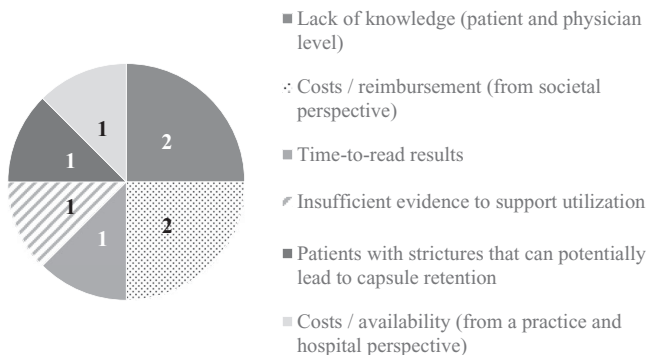 Lack of knowledge (patient and physician
level)
Costs / reimbursement (from societal
perspective)
Time-to-read results
Insufficient evidence to support utilization
Patients with strictures that can potentially
lead to capsule retention
Costs / availability (from a practice and
hospital perspective)
1
2
1
1
2
1